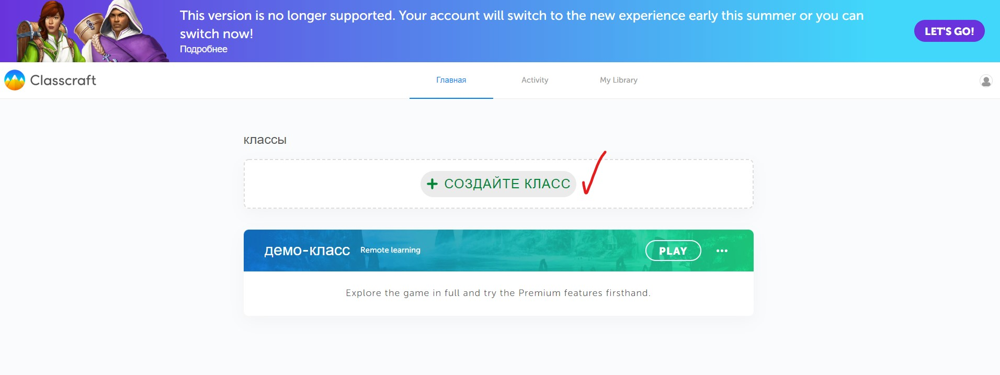 This version is no longer supported. Your account will switch to the new experience early this summer or you can
switch now!
Подробнее
LET'S GO!
Classcraft
Главная
Activity
My Library
классы
+ СОЗДАЙТЕ КЛАСС
демо-класс
Remote learning
PLAY
Explore the game in full and try the Premium features firsthand.